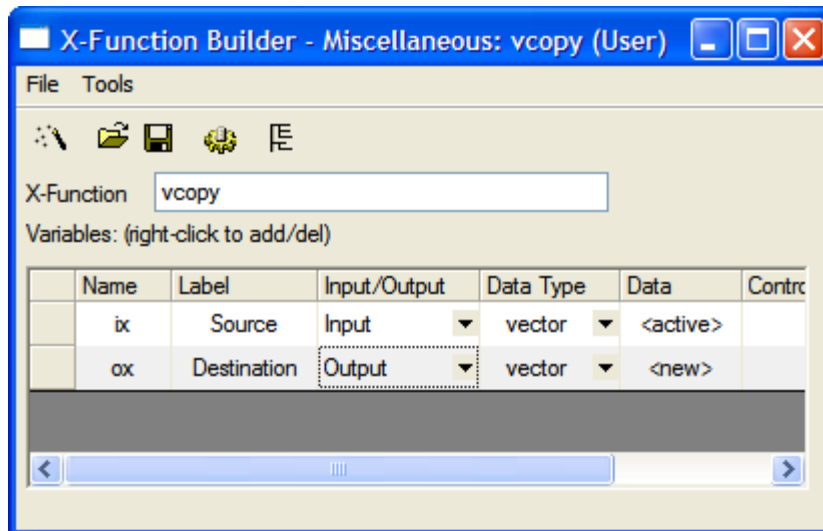 X-Function Builder - Miscellaneous: vcopy (User)
File Tools
X-Function vcopy
Variables: (right-click to add/del)
Name Label Input/Output Data Type Data Contro
ix Source Input vector <active>
ox Destination Output vector <new>